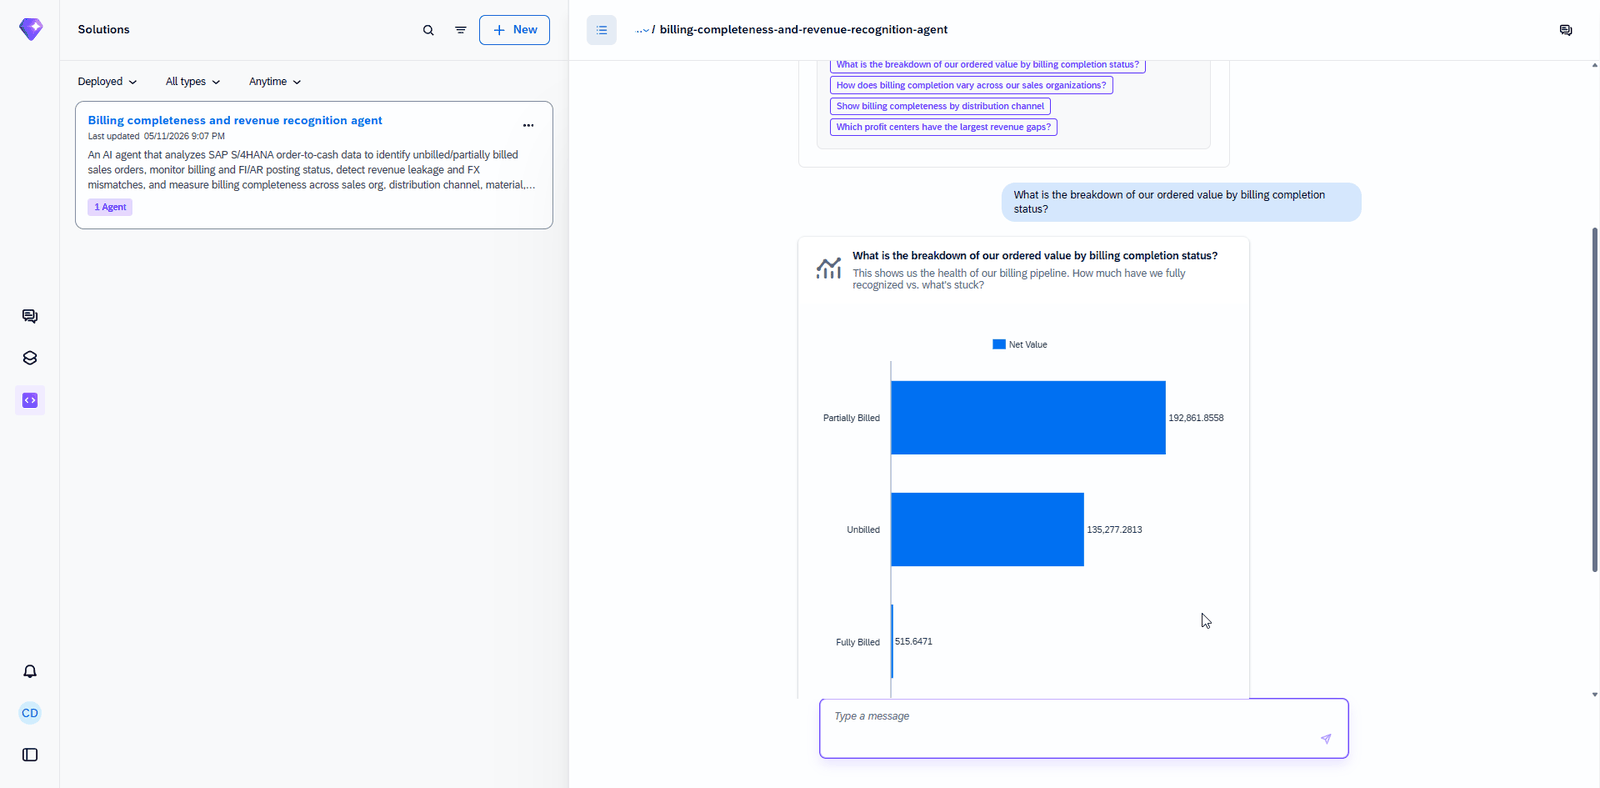 Solutions
New
Deployed
All types
Anytime
Billing completeness and revenue recognition agent
Last updated 05/11/2026 9:07 PM
An AI agent that analyzes SAP S/4HANA order-to-cash data to identify unbilled/partially billed
sales orders, monitor billing and FI/AR posting status, detect revenue leakage and FX
mismatches, and measure billing completeness across sales org, distribution channel, material,...
1 Agent
CD
... / billing-completeness-and-revenue-recognition-agent
What is the breakdown of our ordered value by billing completion status?
How does billing completion vary across our sales organizations?
Show billing completeness by distribution channel
Which profit centers have the largest revenue gaps?
What is the breakdown of our ordered value by billing completion
status?
What is the breakdown of our ordered value by billing completion status?
This shows us the health of our billing pipeline. How much have we fully
recognized vs. what's stuck?
Net Value
Partially Billed
192,861.8558
Unbilled
135,277.2813
Fully Billed
515.6471
Type a message